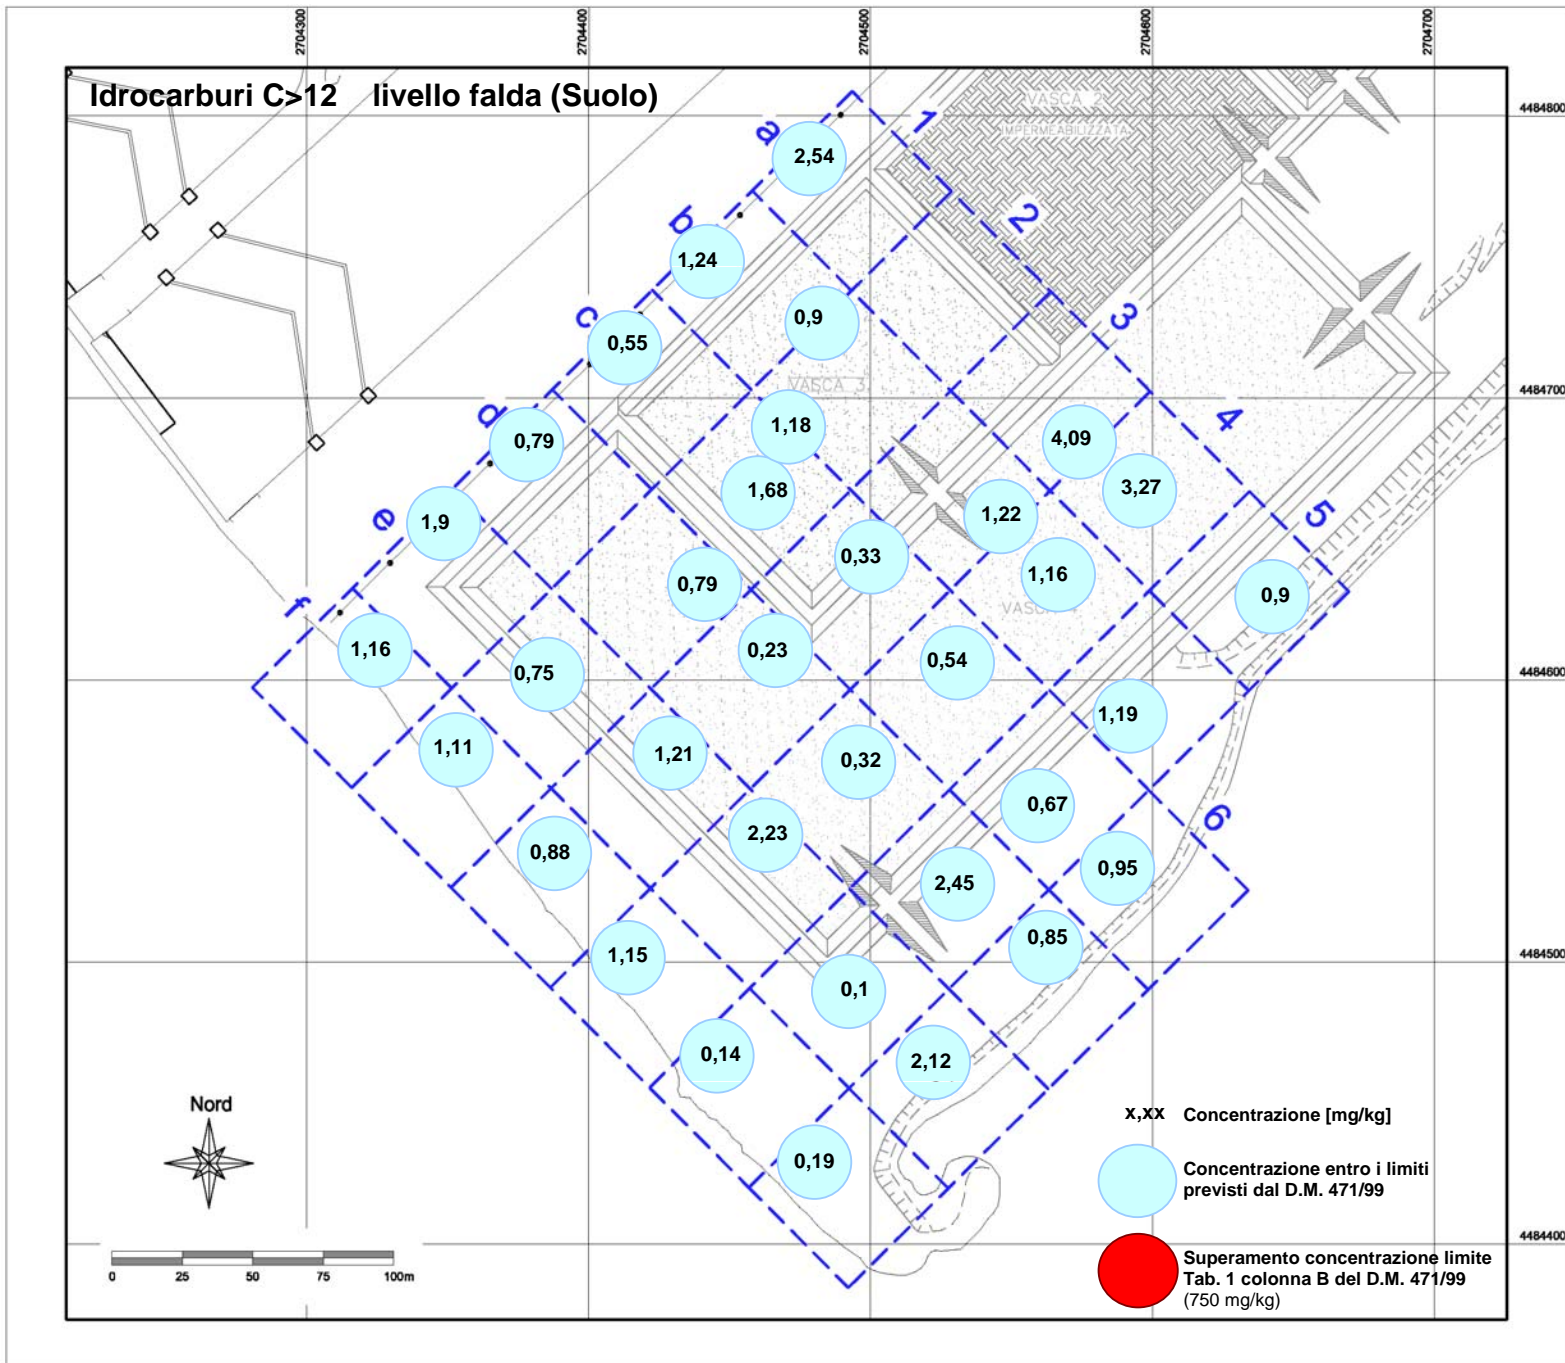 2704300
2704400
2704500
2704600
2704700
Idrocarburi C>12 livello falda (Suolo)
VASCA 2
IMPERMEABILIZZATA
4484800
a
1
2,54
b
2
1,24
c
0,9
3
0,55
VASCA 3
4484700
d
0,79
1,18
4,09
4
1,68
3,27
e
1,9
1,22
5
0,33
0,79
1,16
VASCA 4
0,9
f
1,16
0,23
0,54
0,75
4484600
1,11
1,21
0,32
1,19
0,67
6
0,88
2,23
2,45
0,95
1,15
0,85
4484500
0,1
0,14
2,12
0,19
Nord
x,xx Concentrazione [mg/kg]
Concentrazione entro i limiti
previsti dal D.M. 471/99
4484400
Superamento concentrazione limite
Tab. 1 colonna B del D.M. 471/99
(750 mg/kg)
0 25 50 75 100m